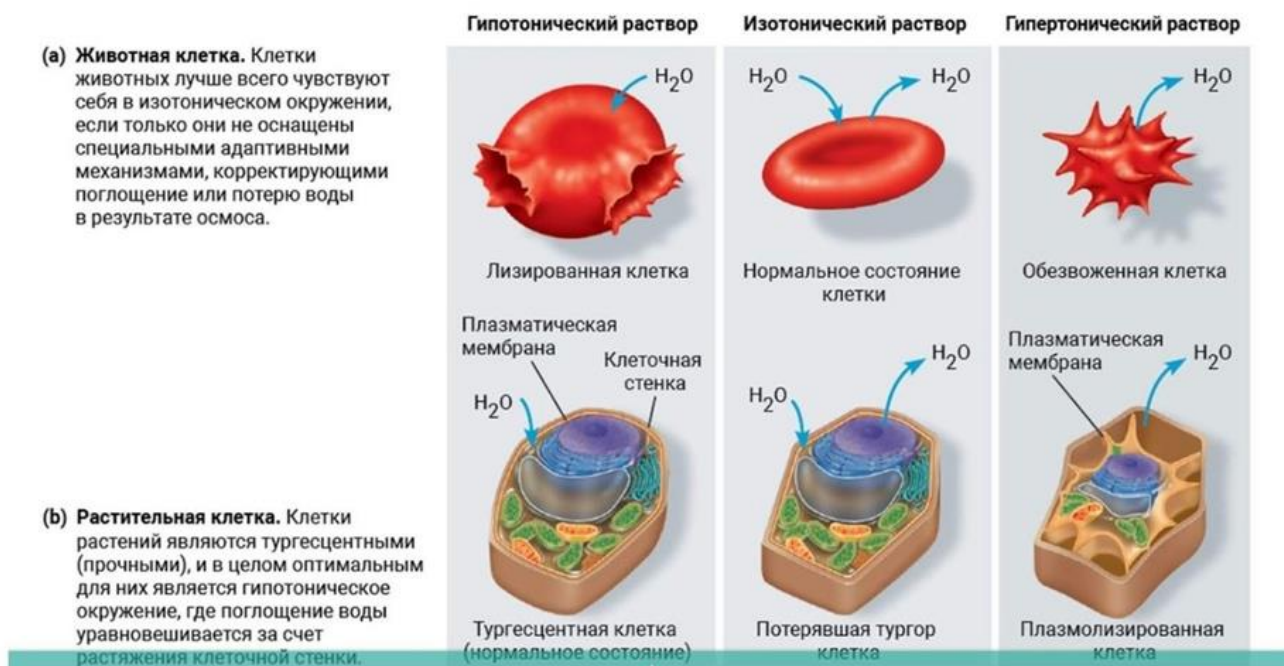 Гипотонический раствор
Изотонический раствор
Гипертонический раствор
(a) Животная клетка. Клетки
животных лучше всего чувствуют
себя в изотоническом окружении,
если только они не оснащены
специальными адаптивными
механизмами, корректирующими
поглощение или потерю воды
в результате осмоса.
H₂O
H₂O
H₂O
H₂O
Лизированная клетка
Нормальное состояние
клетки
Обезвоженная клетка
(b) Растительная клетка. Клетки
растений являются тургесцентными
(прочными), и в целом оптимальным
для них является гипотоническое
окружение, где поглощение воды
уравновешивается за счет
растяжения клеточной стенки.
Плазматическая
мембрана
Клеточная
стенка
H₂O
H₂O
H₂O
Плазматическая
мембрана
H₂O
Тургесцентная клетка
(нормальное состояние)
Потерявшая тургор
клетка
Плазмолизированная
клетка